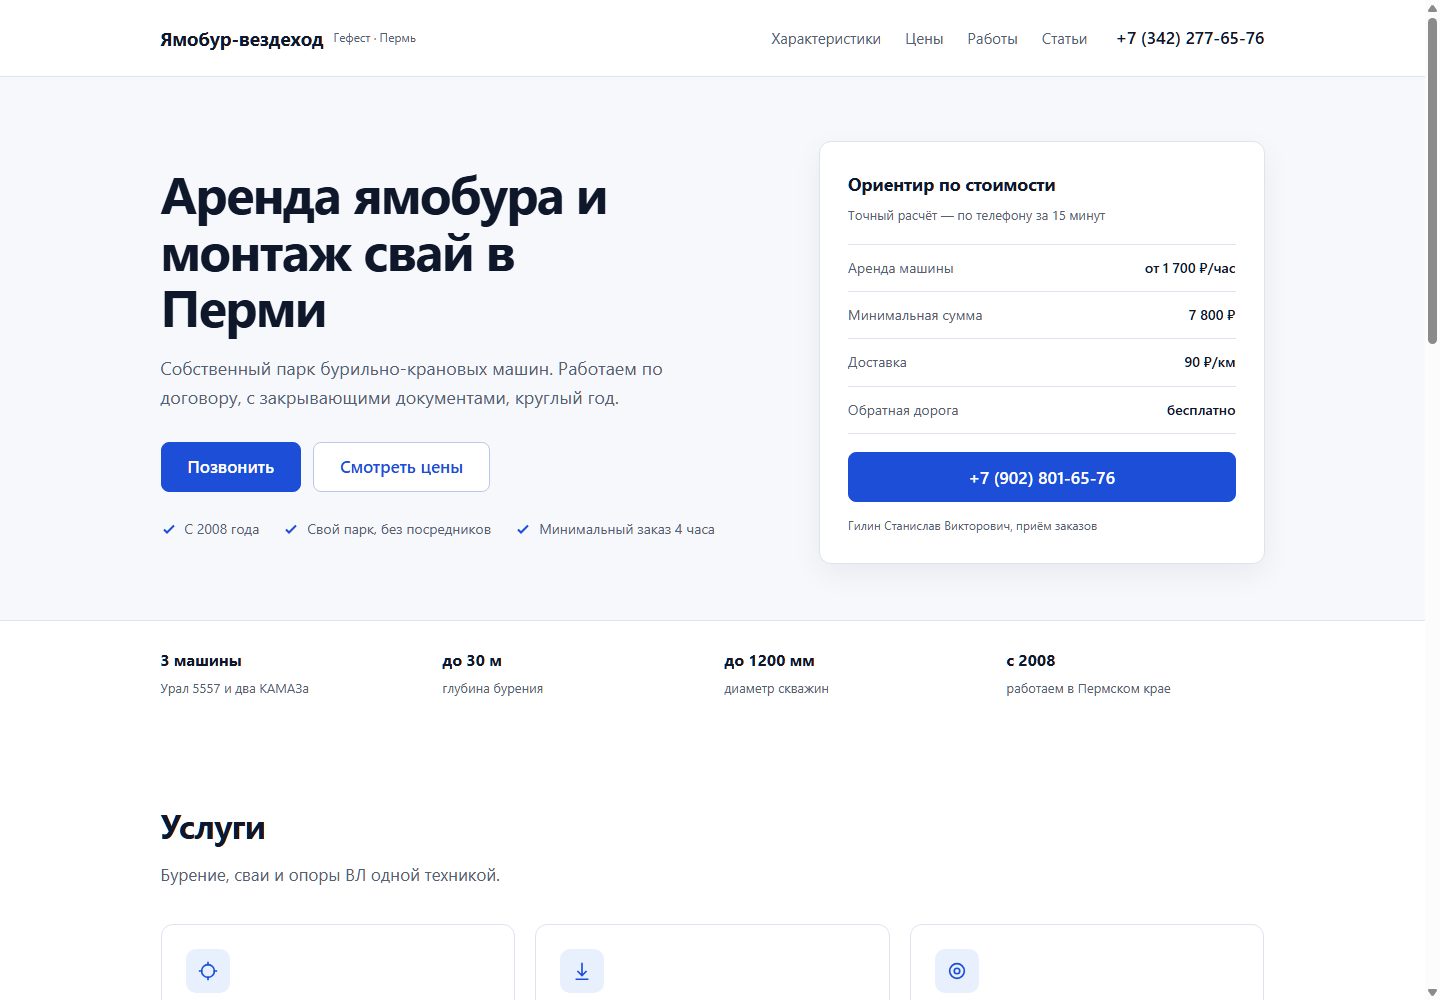 Ямобур-вездеход Гефест · Пермь
Характеристики Цены Работы Статьи +7 (342) 277-65-76
Аренда ямобура и
монтаж свай в
Перми
Собственный парк бурильно-крановых машин. Работаем по
договору, с закрывающими документами, круглый год.
Позвонить
Смотреть цены
С 2008 года
Свой парк, без посредников
Минимальный заказ 4 часа
Ориентир по стоимости
Точный расчёт — по телефону за 15 минут
Аренда машины от 1 700 ₽/час
Минимальная сумма 7 800 ₽
Доставка 90 ₽/км
Обратная дорога бесплатно
+7 (902) 801-65-76
Гилин Станислав Викторович, приём заказов
3 машины
Урал 5557 и два КАМАЗа
до 30 м
глубина бурения
до 1200 мм
диаметр скважин
с 2008
работаем в Пермском крае
Услуги
Бурение, сваи и опоры ВЛ одной техникой.